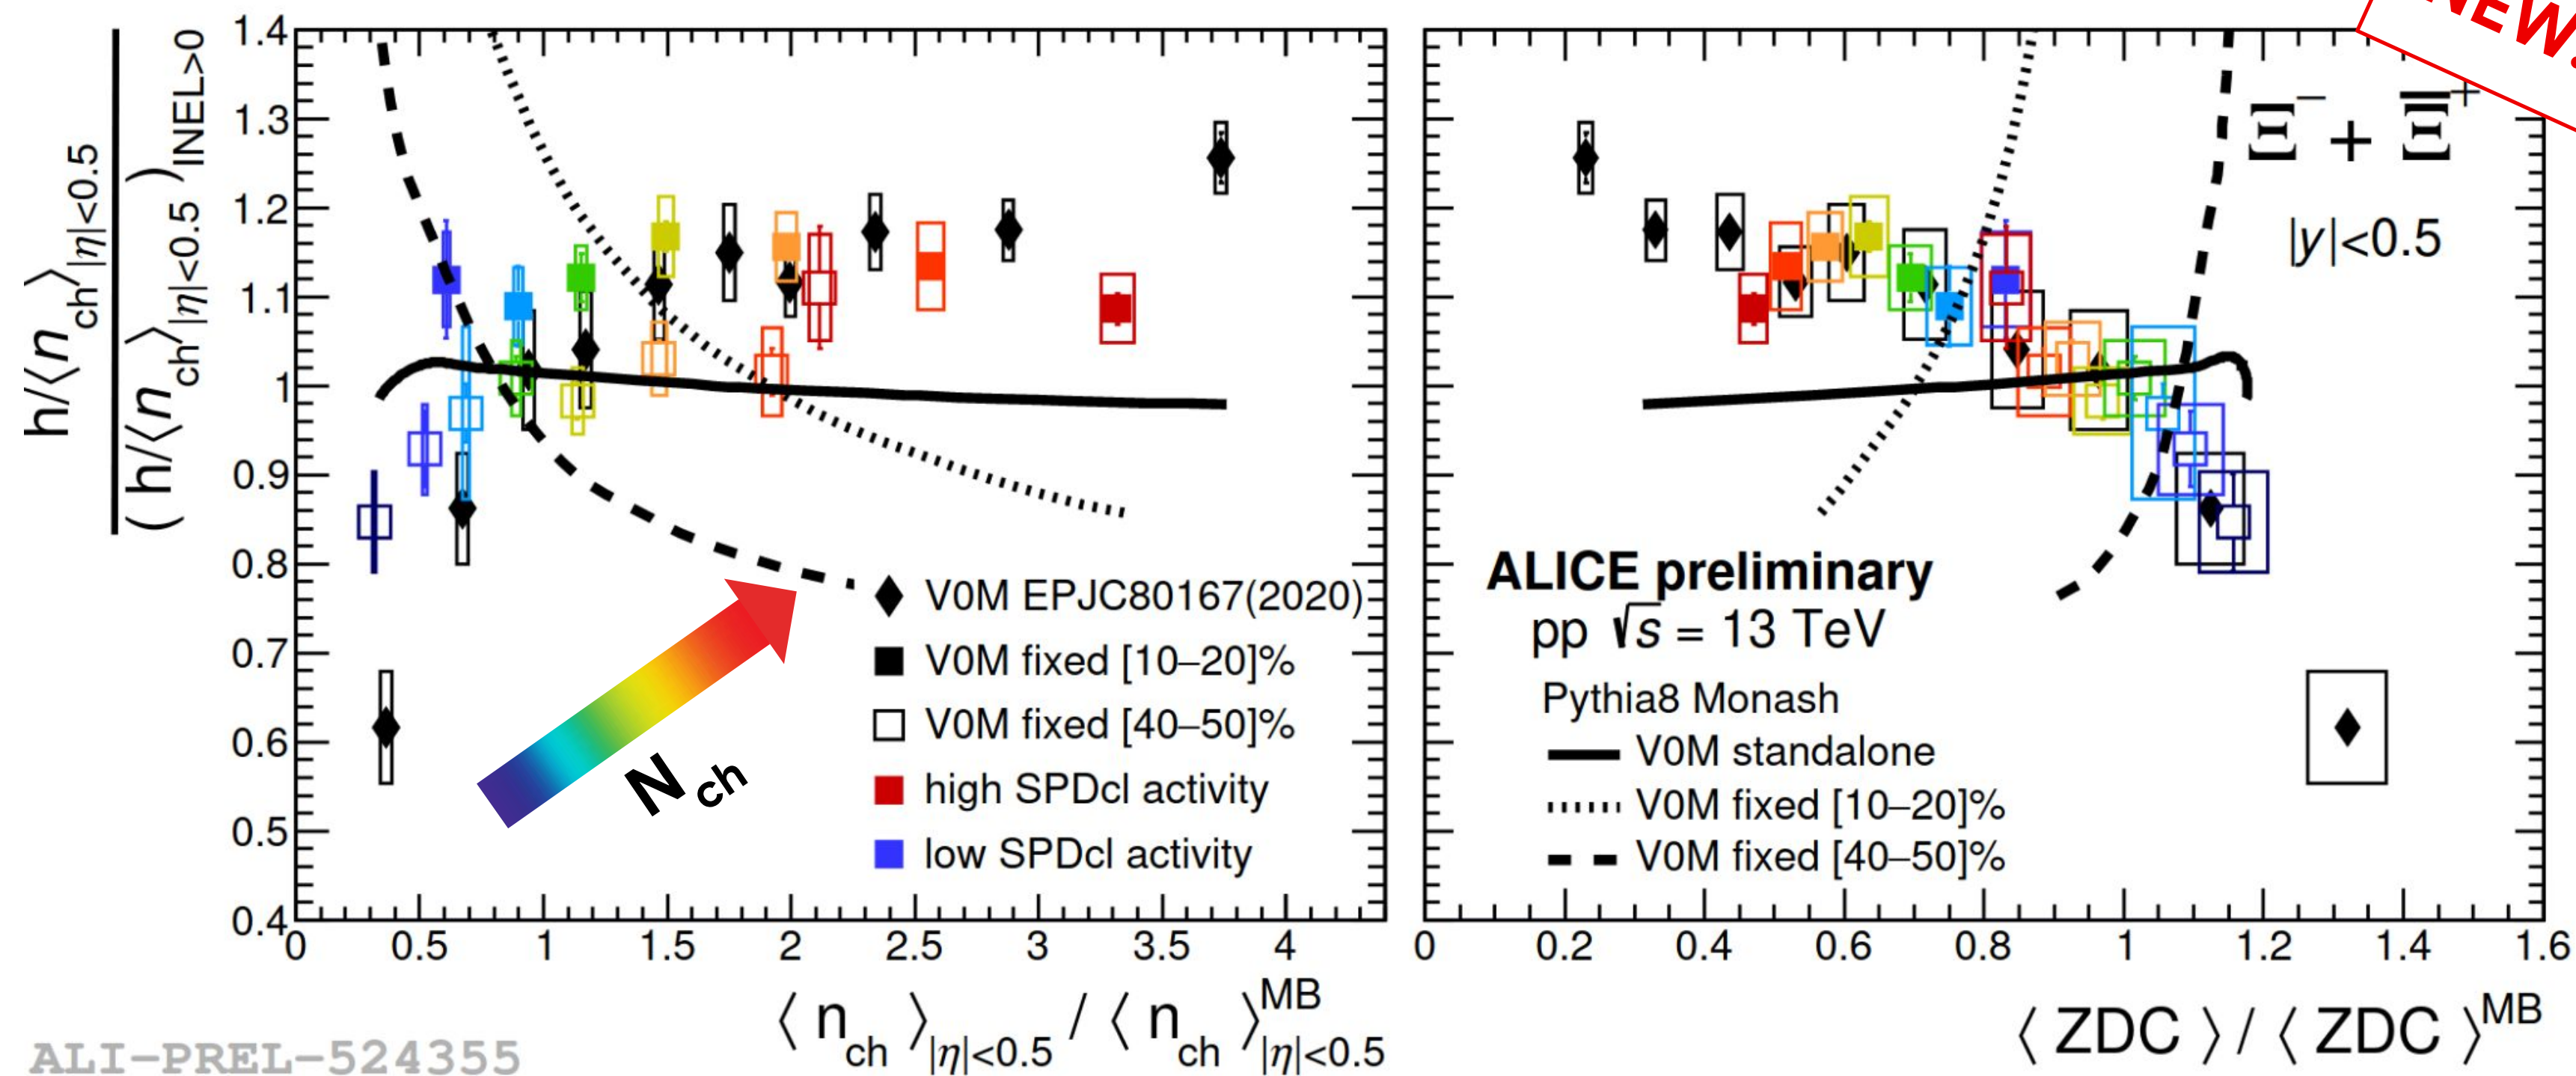 NEW
h/⟨n_ch⟩_|η|<0.5
(h/⟨n_ch⟩_|η|<0.5)_INEL>0
1.4
1.3
1.2
1.1
1
0.9
0.8
0.7
0.6
0.5
0.4
V0M EPJC80167(2020)
V0M fixed [10–20]%
V0M fixed [40–50]%
high SPDcl activity
low SPDcl activity
N_ch
0 0.5 1 1.5 2 2.5 3 3.5 4
⟨ n_ch ⟩_|η|<0.5 / ⟨ n_ch ⟩^MB_|η|<0.5
Ξ⁻ + Ξ̅⁺
|y|<0.5
ALICE preliminary
pp √s = 13 TeV
Pythia8 Monash
V0M standalone
V0M fixed [10–20]%
V0M fixed [40–50]%
0 0.2 0.4 0.6 0.8 1 1.2 1.4 1.6
⟨ ZDC ⟩ / ⟨ ZDC ⟩^MB
ALI-PREL-524355